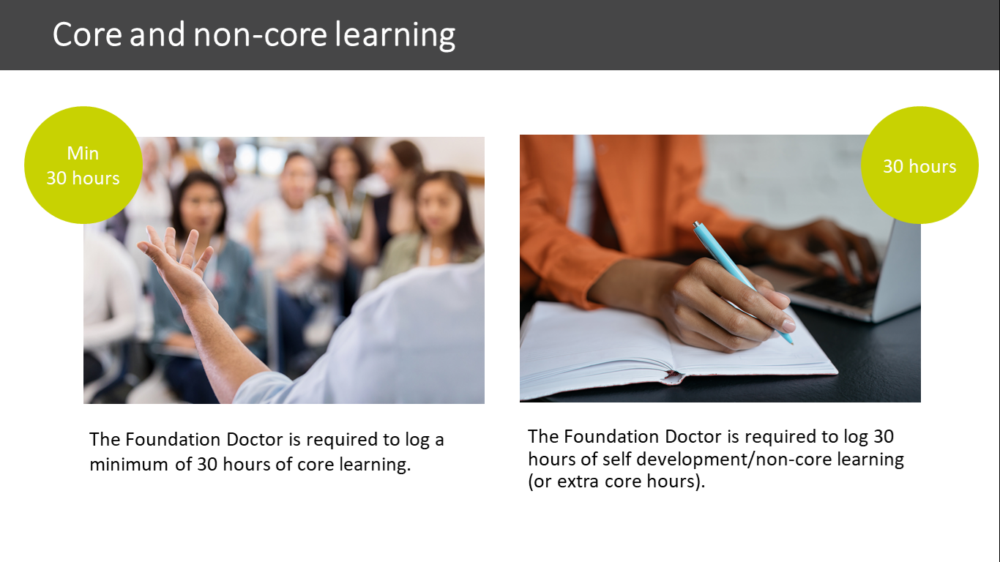 Core and non-core learning
Min
30 hours
30 hours
The Foundation Doctor is required to log a
minimum of 30 hours of core learning.
The Foundation Doctor is required to log 30
hours of self development/non-core learning
(or extra core hours).